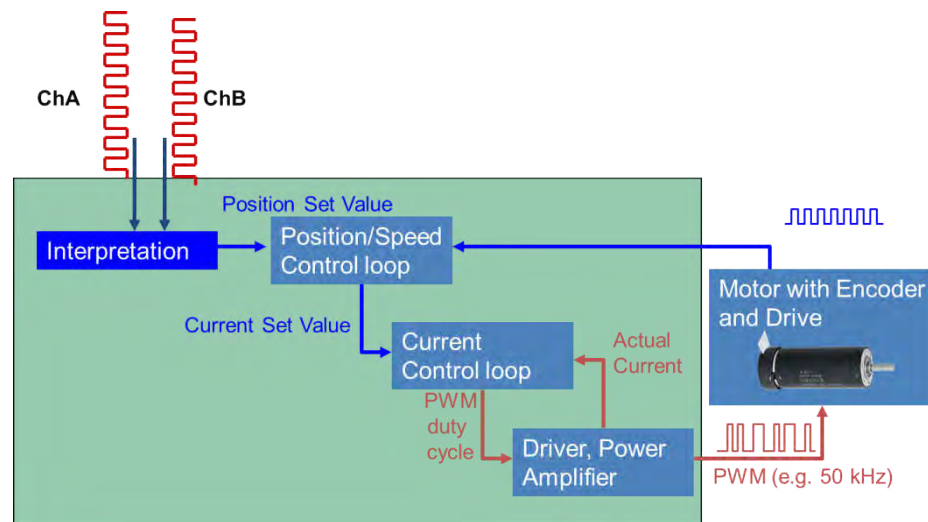 ChA
ChB
Position Set Value
Interpretation
Position/Speed
Control loop
Current Set Value
Current
Control loop
Actual
Current
Motor with Encoder
and Drive
PWM
duty
cycle
Driver, Power
Amplifier
PWM (e.g. 50 kHz)